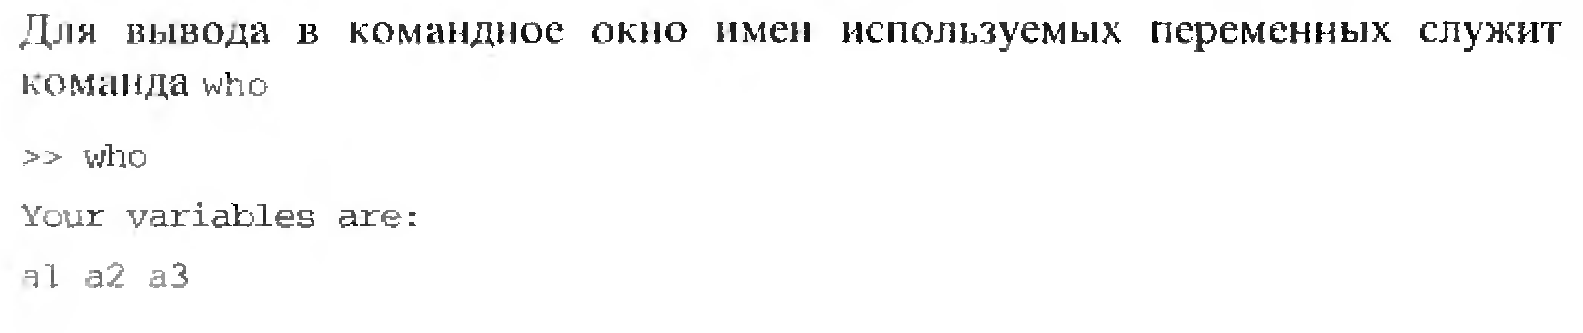 Для вывода в командное окно имен используемых переменных служит
команда who
>> who
Your variables are:
a1 a2 a3